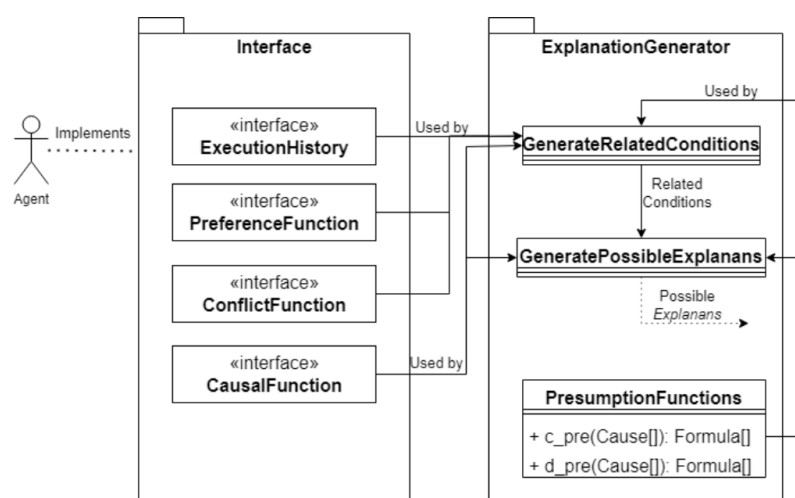 Interface
ExplanationGenerator
Implements
Agent
«interface»
ExecutionHistory
Used by
«interface»
PreferenceFunction
«interface»
ConflictFunction
«interface»
CausalFunction
Used by
Used by
GenerateRelatedConditions
Related
Conditions
GeneratePossibleExplanans
Possible
Explanans
PresumptionFunctions
+ c_pre(Cause[]): Formula[]
+ d_pre(Cause[]): Formula[]